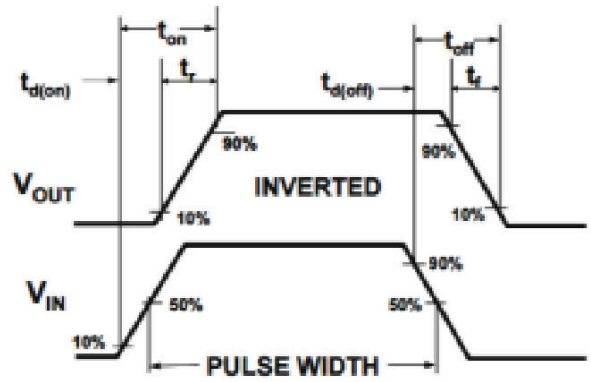 ton toff
td(on) tr td(off) tf
90% 90%
VOUT INVERTED
10% 10%
90%
VIN 50% 50%
10%
PULSE WIDTH